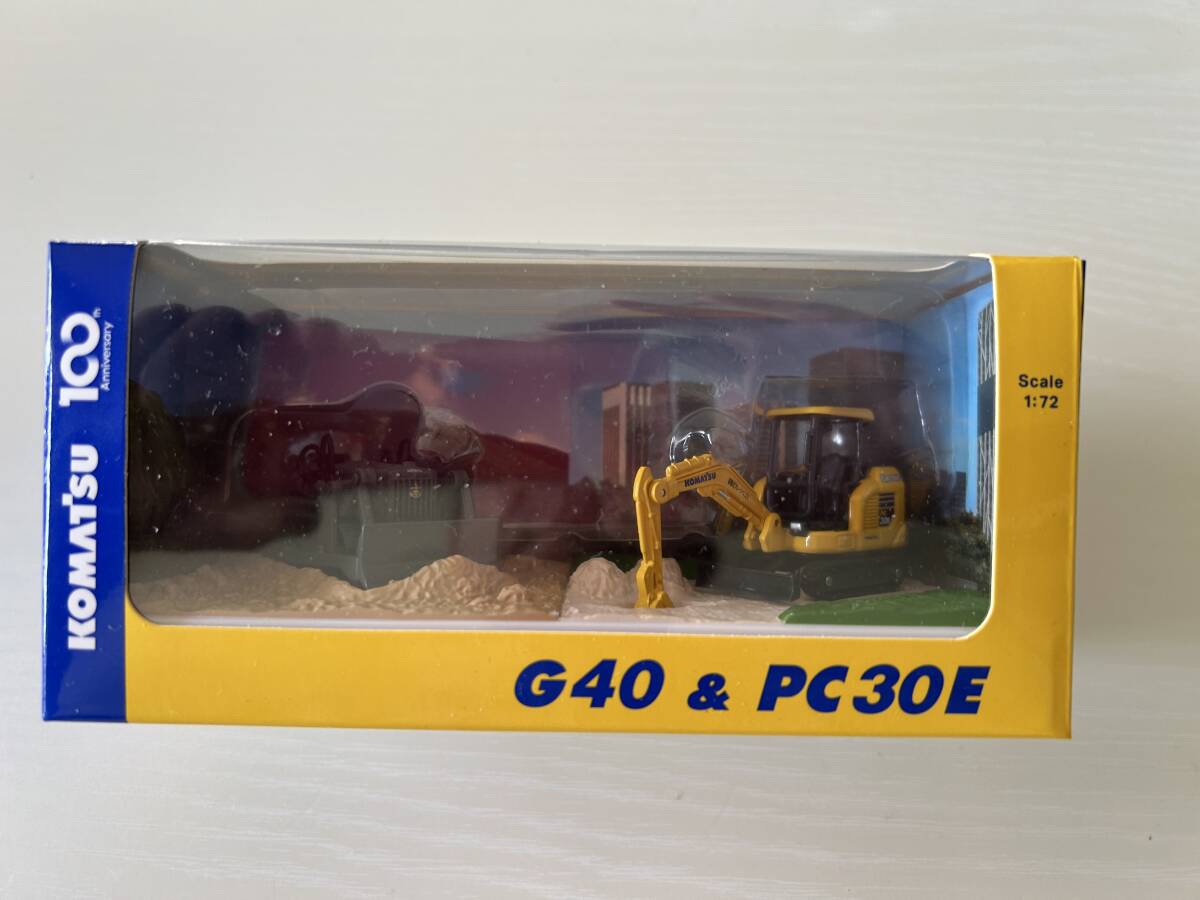 KOMATSU 100th
Anniversary
Scale
1:72
KOMATSU
G40 & PC30E